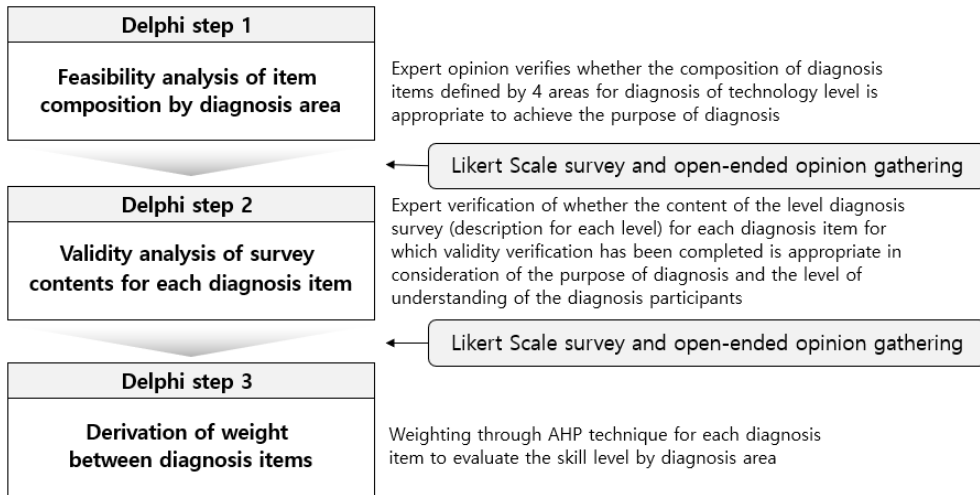 Delphi step 1
Feasibility analysis of item
composition by diagnosis area
Expert opinion verifies whether the composition of diagnosis
items defined by 4 areas for diagnosis of technology level is
appropriate to achieve the purpose of diagnosis
Likert Scale survey and open-ended opinion gathering
Delphi step 2
Validity analysis of survey
contents for each diagnosis item
Expert verification of whether the content of the level diagnosis
survey (description for each level) for each diagnosis item for
which validity verification has been completed is appropriate in
consideration of the purpose of diagnosis and the level of
understanding of the diagnosis participants
Likert Scale survey and open-ended opinion gathering
Delphi step 3
Derivation of weight
between diagnosis items
Weighting through AHP technique for each diagnosis
item to evaluate the skill level by diagnosis area